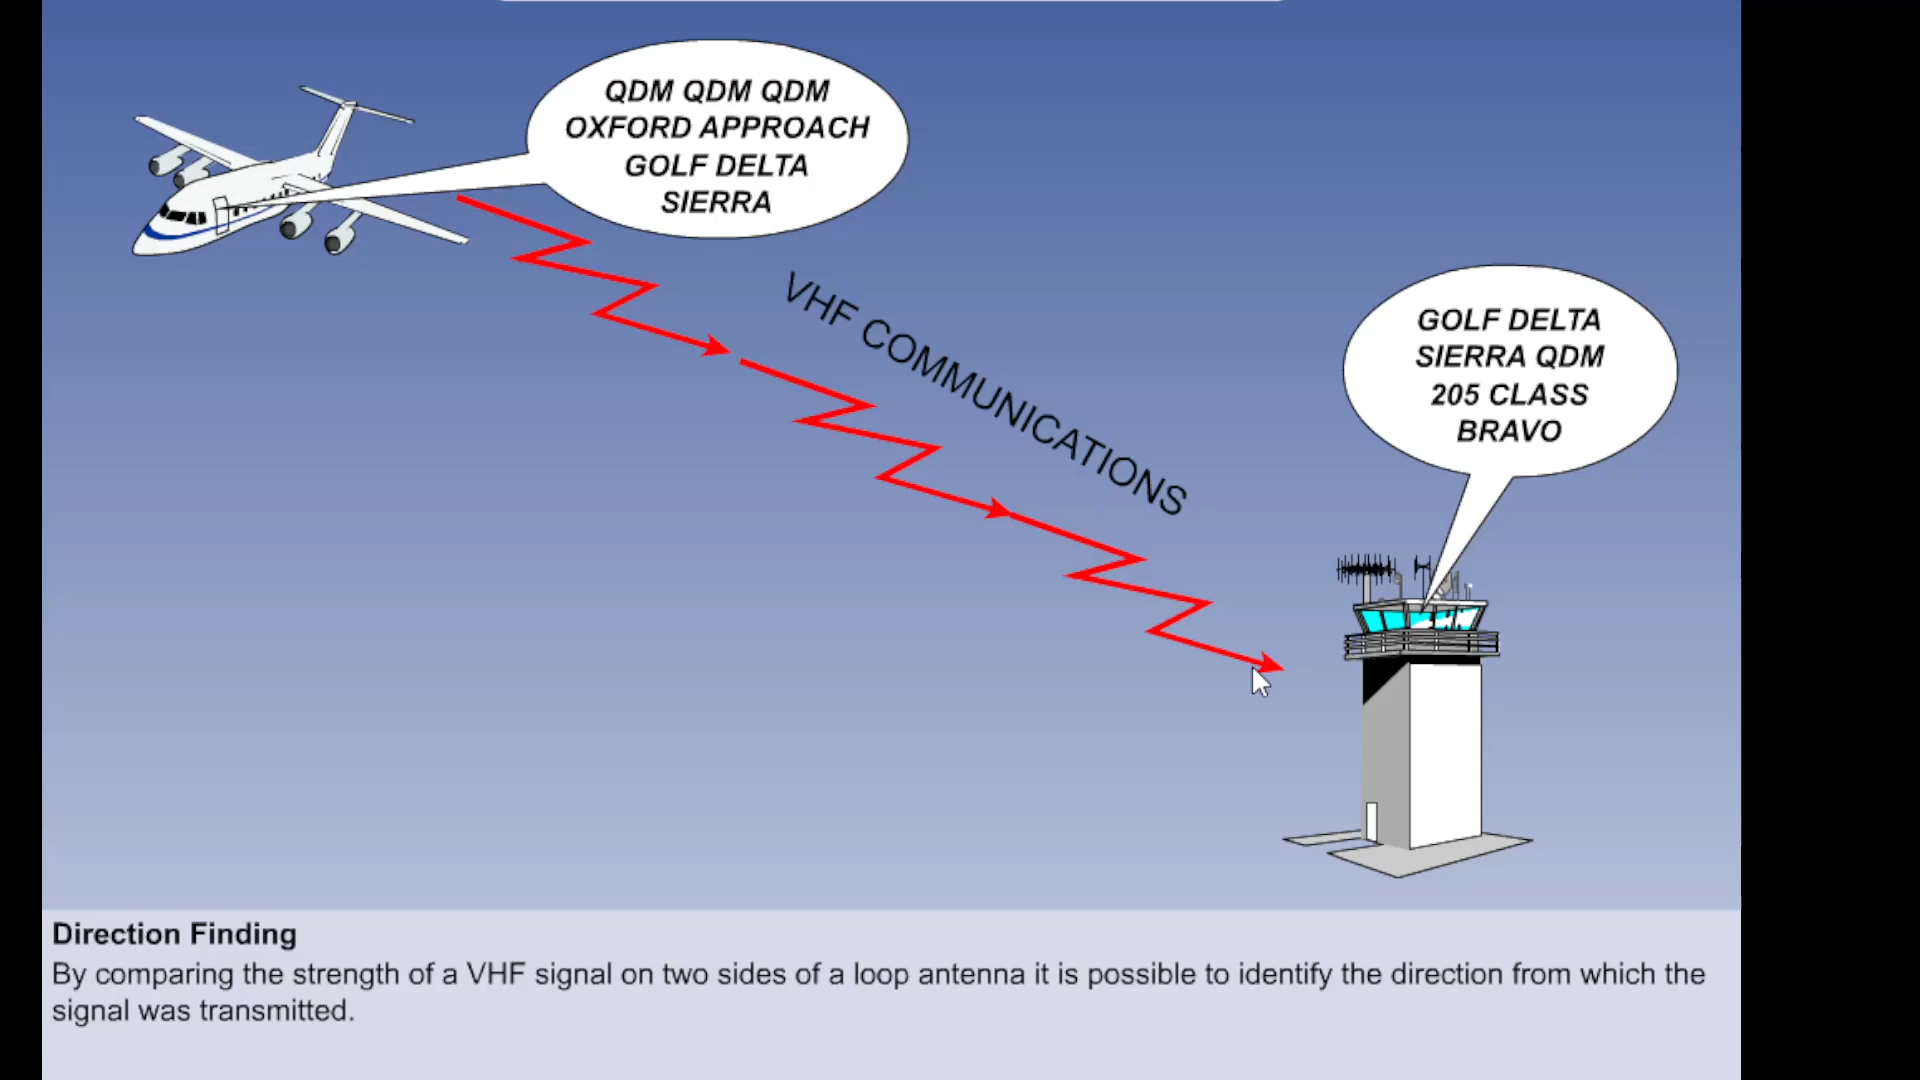 QDM QDM QDM
OXFORD APPROACH
GOLF DELTA
SIERRA
VHF COMMUNICATIONS
GOLF DELTA
SIERRA QDM
205 CLASS
BRAVO
Direction Finding
By comparing the strength of a VHF signal on two sides of a loop antenna it is possible to identify the direction from which the
signal was transmitted.